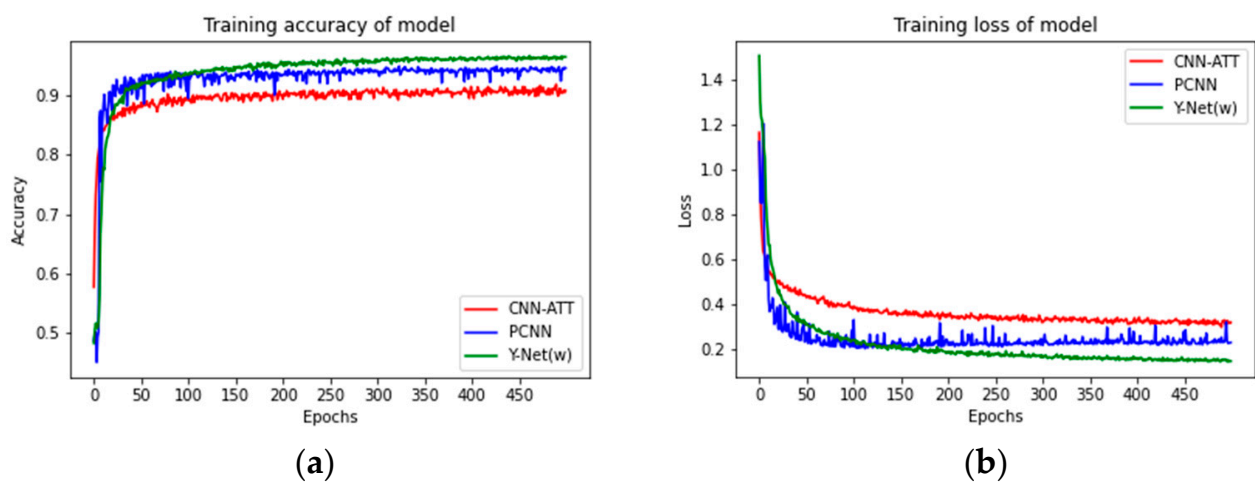 Training accuracy of model
Accuracy
0.9
0.8
0.7
0.6
0.5
CNN-ATT
PCNN
Y-Net(w)
0 50 100 150 200 250 300 350 400 450
Epochs
(a)
Training loss of model
Loss
1.4
1.2
1.0
0.8
0.6
0.4
0.2
CNN-ATT
PCNN
Y-Net(w)
0 50 100 150 200 250 300 350 400 450
Epochs
(b)